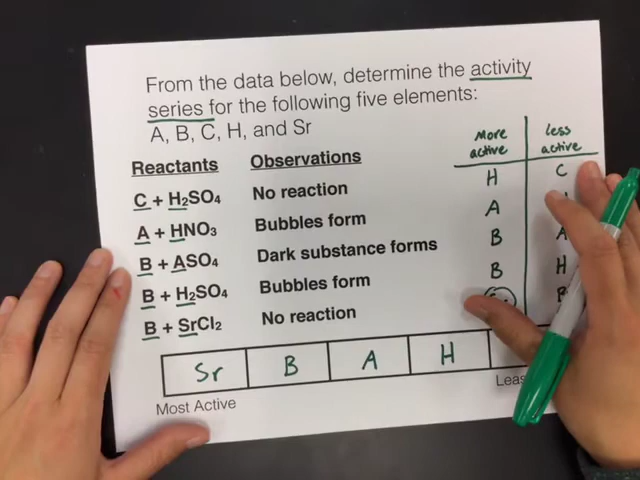 From the data below, determine the activity
series for the following five elements:
A, B, C, H, and Sr
Reactants Observations More active less active
C + H₂SO₄ No reaction H C
A + HNO₃ Bubbles form A
B + ASO₄ Dark substance forms B A
B + H₂SO₄ Bubbles form B H
B + SrCl₂ No reaction B
Sr B A H
Most Active